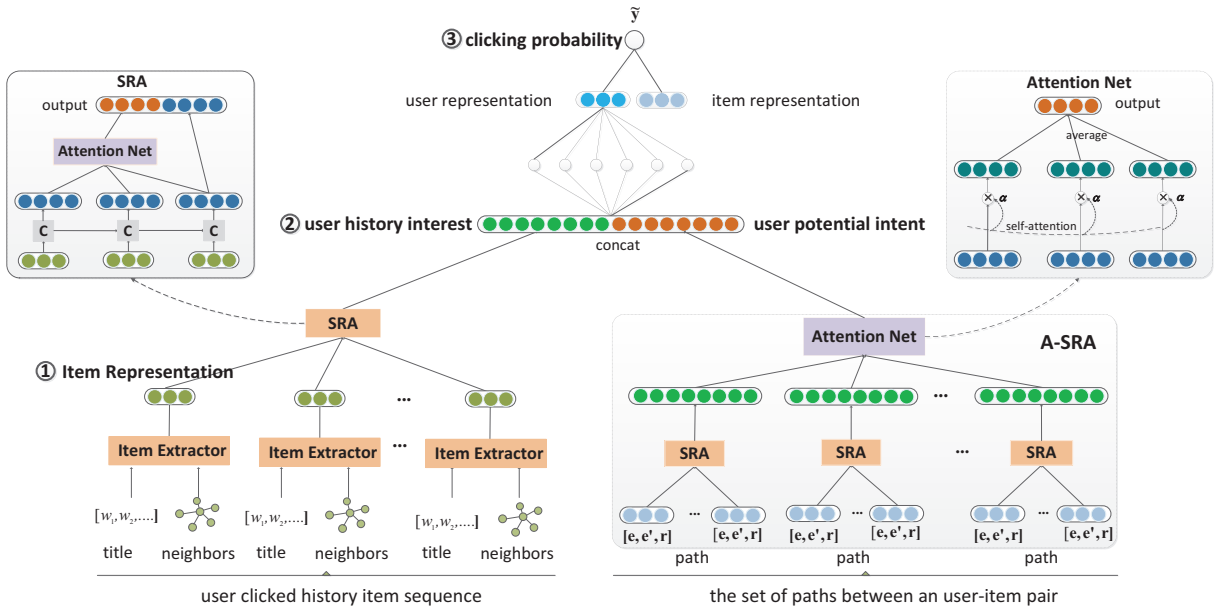 ỹ
③ clicking probability
SRA
output
Attention Net
C
C
C
user representation
item representation
Attention Net
output
average
× α
× α
× α
self-attention
② user history interest
user potential intent
concat
SRA
① Item Representation
...
Item Extractor
Item Extractor
...
Item Extractor
[w₁,w₂,....]
[w₁,w₂,....]
[w₁,w₂,....]
title
neighbors
title
neighbors
title
neighbors
user clicked history item sequence
Attention Net
A-SRA
...
SRA
SRA
...
SRA
...
...
...
[e,e',r]
[e,e',r]
[e,e',r]
[e,e',r]
[e,e',r]
[e,e',r]
path
path
path
the set of paths between an user-item pair